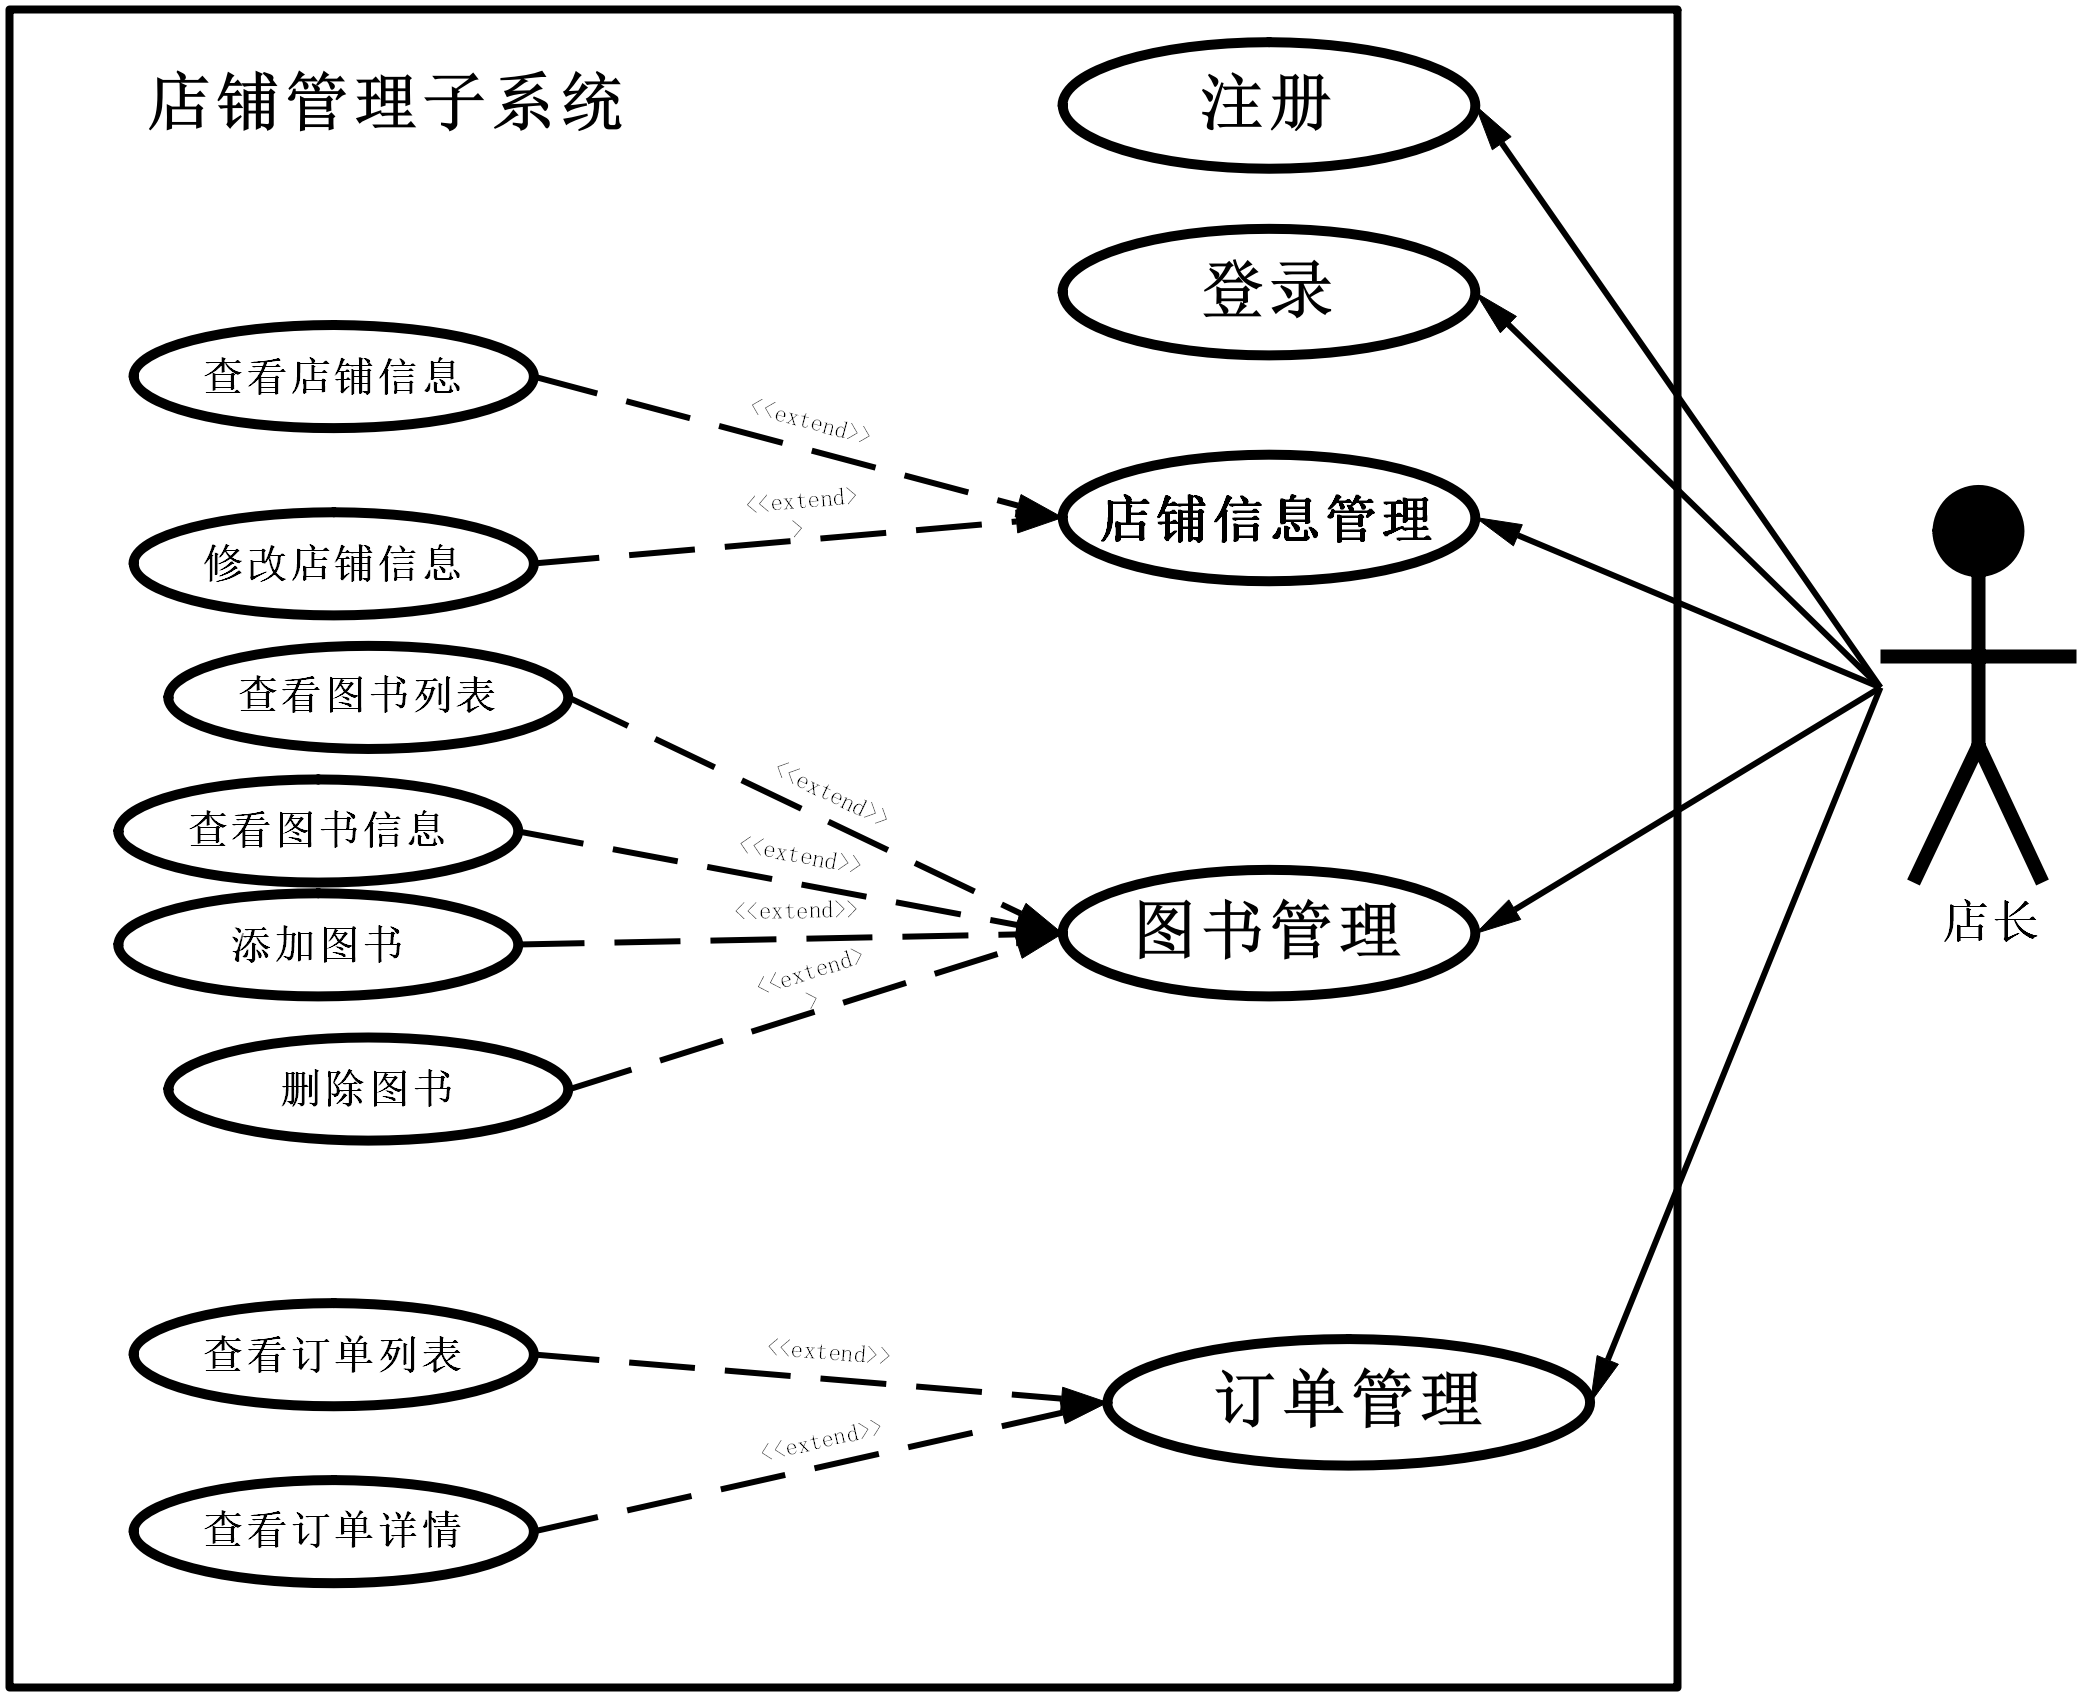 店铺管理子系统
注册
登录
查看店铺信息
<<extend>>
店铺信息管理
<<extend>
>
修改店铺信息
查看图书列表
<<extend>>
查看图书信息
<<extend>>
添加图书
<<extend>>
图书管理
店长
<<extend>
>
删除图书
查看订单列表
<<extend>>
订单管理
<<extend>>
查看订单详情